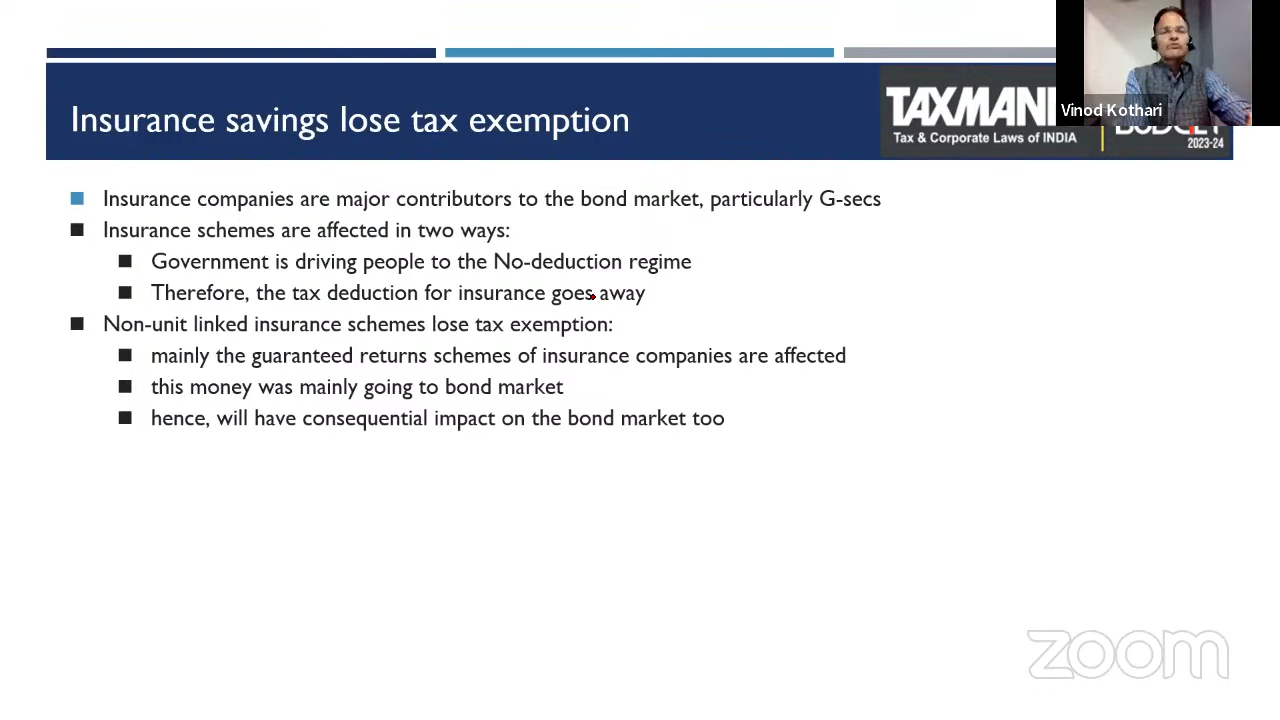 Insurance savings lose tax exemption
TAXMANN
Tax & Corporate Laws of INDIA
BUDGET
2023-24
Vinod Kothari
Insurance companies are major contributors to the bond market, particularly G-secs
Insurance schemes are affected in two ways:
Government is driving people to the No-deduction regime
Therefore, the tax deduction for insurance goes away
Non-unit linked insurance schemes lose tax exemption:
mainly the guaranteed returns schemes of insurance companies are affected
this money was mainly going to bond market
hence, will have consequential impact on the bond market too
zoom